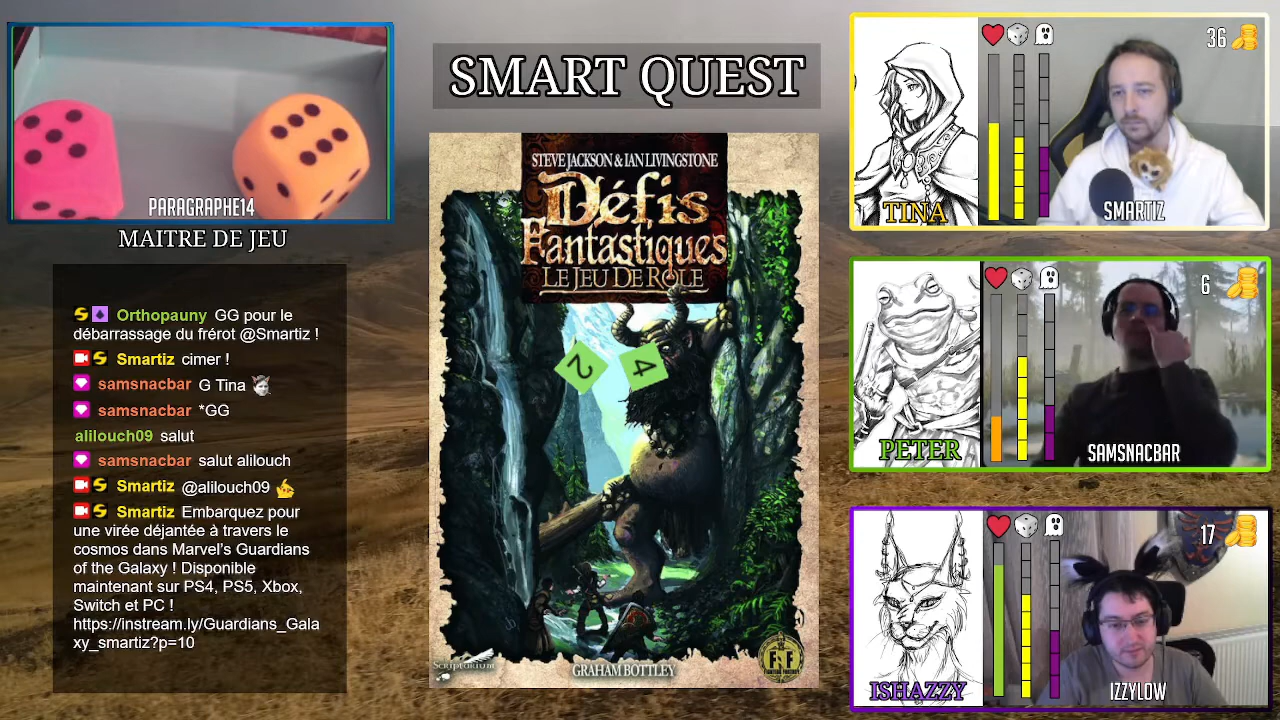 PARAGRAPHE14
MAITRE DE JEU
Orthopauny GG pour le
débarrassage du frérot @Smartiz !
Smartiz cimer !
samsnacbar G Tina
samsnacbar *GG
alilouch09 salut
samsnacbar salut ailouch
Smartiz @alilouch09
Smartiz Embarquez pour
une virée déjantée à travers le
cosmos dans Marvel's Guardians
of the Galaxy ! Disponible
maintenant sur PS4, PS5, Xbox,
Switch et PC !
https://instream.ly/Guardians_Gala
xy_smartiz?p=10
SMART QUEST
STEVE JACKSON & IAN LIVINGSTONE
Défis
Fantastiques
LE JEU DE RÔLE
2 4
SCRIPTARIUM
GRAHAM BOTTLEY
FF
36
TINA
SMARTIZ
6
PETER
SAMSNACBAR
17
ISHAZZY
IZZYLOW